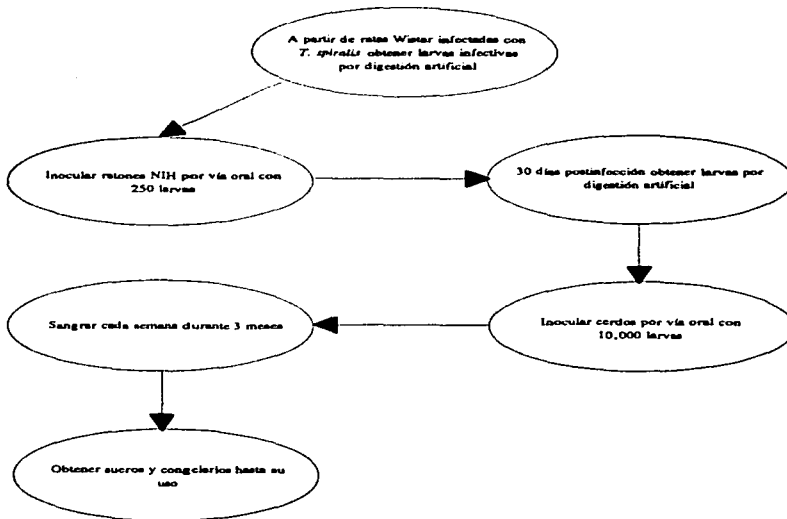 A partir de ratas Wistar infectadas con
T. spiralis obtener larvas infectivas
por digestión artificial
Inocular ratones NIH por vía oral con
250 larvas
30 días postinfección obtener larvas por
digestión artificial
Inocular cerdos por vía oral con
10,000 larvas
Sangrar cada semana durante 3 meses
Obtener sueros y congelarlos hasta su
uso